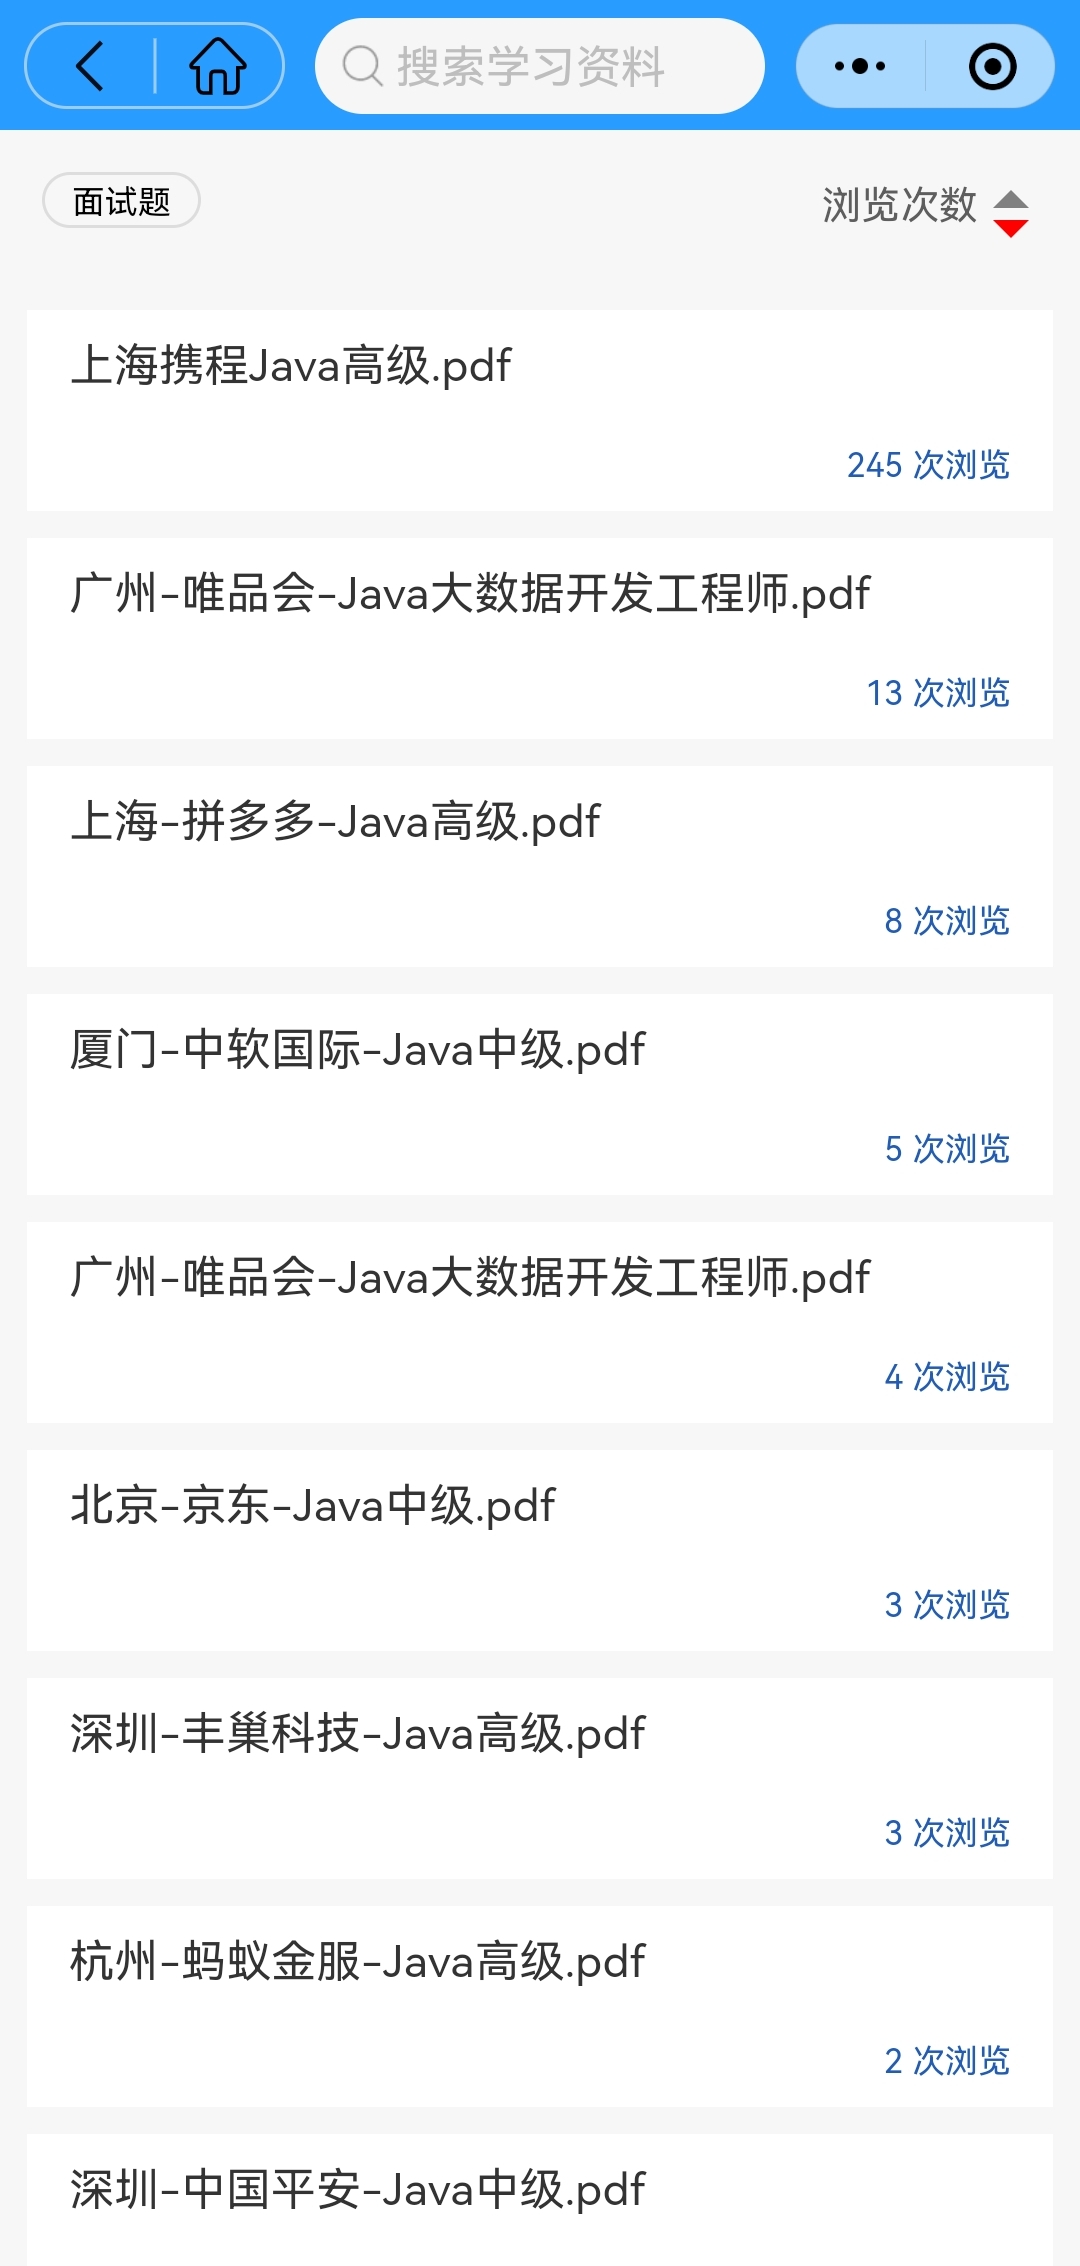 搜索学习资料
面试题
浏览次数
上海携程Java高级.pdf
245 次浏览
广州-唯品会-Java大数据开发工程师.pdf
13 次浏览
上海-拼多多-Java高级.pdf
8 次浏览
厦门-中软国际-Java中级.pdf
5 次浏览
广州-唯品会-Java大数据开发工程师.pdf
4 次浏览
北京-京东-Java中级.pdf
3 次浏览
深圳-丰巢科技-Java高级.pdf
3 次浏览
杭州-蚂蚁金服-Java高级.pdf
2 次浏览
深圳-中国平安-Java中级.pdf